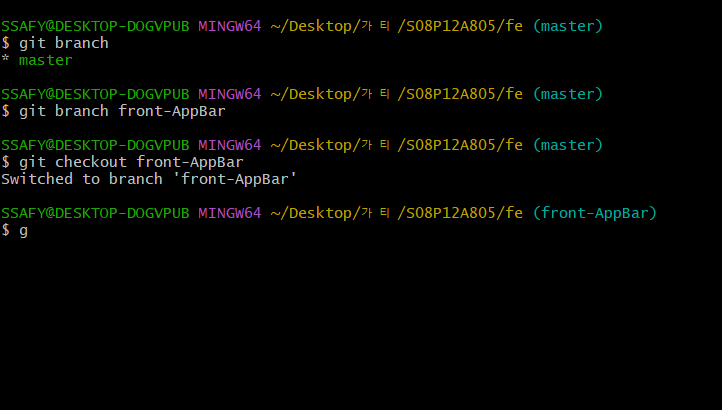 SSAFY@DESKTOP-DOGVPUB MINGW64 ~/Desktop/가 티 /S08P12A805/fe (master)
$ git branch
* master
SSAFY@DESKTOP-DOGVPUB MINGW64 ~/Desktop/가 티 /S08P12A805/fe (master)
$ git branch front-AppBar
SSAFY@DESKTOP-DOGVPUB MINGW64 ~/Desktop/가 티 /S08P12A805/fe (master)
$ git checkout front-AppBar
Switched to branch 'front-AppBar'
SSAFY@DESKTOP-DOGVPUB MINGW64 ~/Desktop/가 티 /S08P12A805/fe (front-AppBar)
$ g